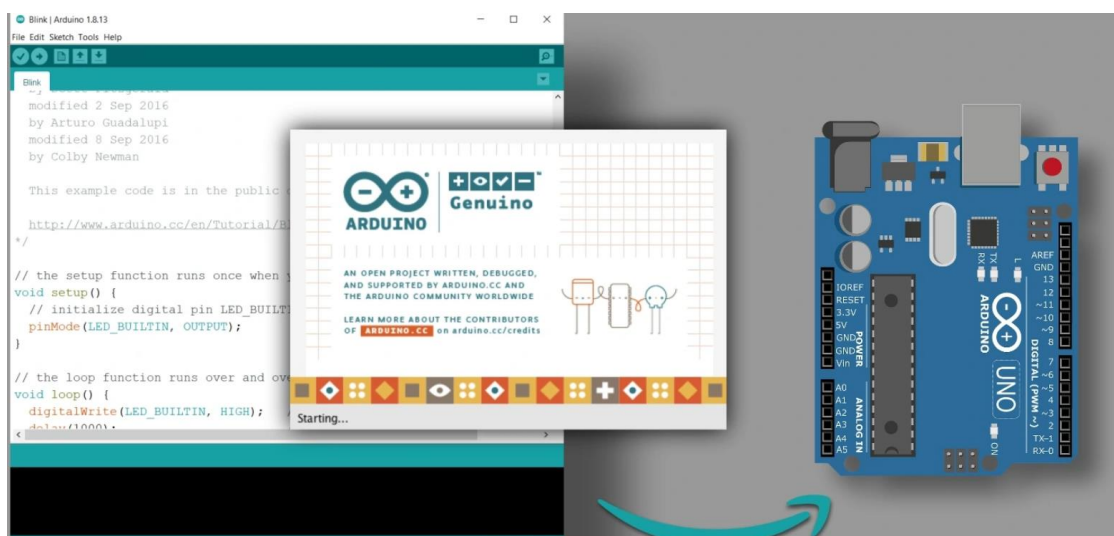 Blink | Arduino 1.8.13
File Edit Sketch Tools Help
Blink
modified 2 Sep 2016
by Arturo Guadalupi
modified 8 Sep 2016
by Colby Newman
This example code is in the public
http://www.arduino.cc/en/Tutorial/
*/
// the setup function runs once when
void setup() {
// initialize digital pin LED_BUILT
pinMode(LED_BUILTIN, OUTPUT);
}
// the loop function runs over and
void loop() {
digitalWrite(LED_BUILTIN, HIGH);
delay(1000);
ARDUINO
Genuino
AN OPEN PROJECT WRITTEN, DEBUGGED,
AND SUPPORTED BY ARDUINO.CC AND
THE ARDUINO COMMUNITY WORLDWIDE
LEARN MORE ABOUT THE CONTRIBUTORS
OF ARDUINO.CC on arduino.cc/credits
Starting...
IOREF
RESET
3.3V
5V
GND
GND
Vin
POWER
A0
A1
A2
A3
A4
A5
ANALOG IN
RX
TX
L
ARDUINO
UNO
ON
AREF
GND
13
12
~11
~10
~9
8
7
~6
~5
4
~3
2
TX-1
RX-0
DIGITAL (PWM ~)